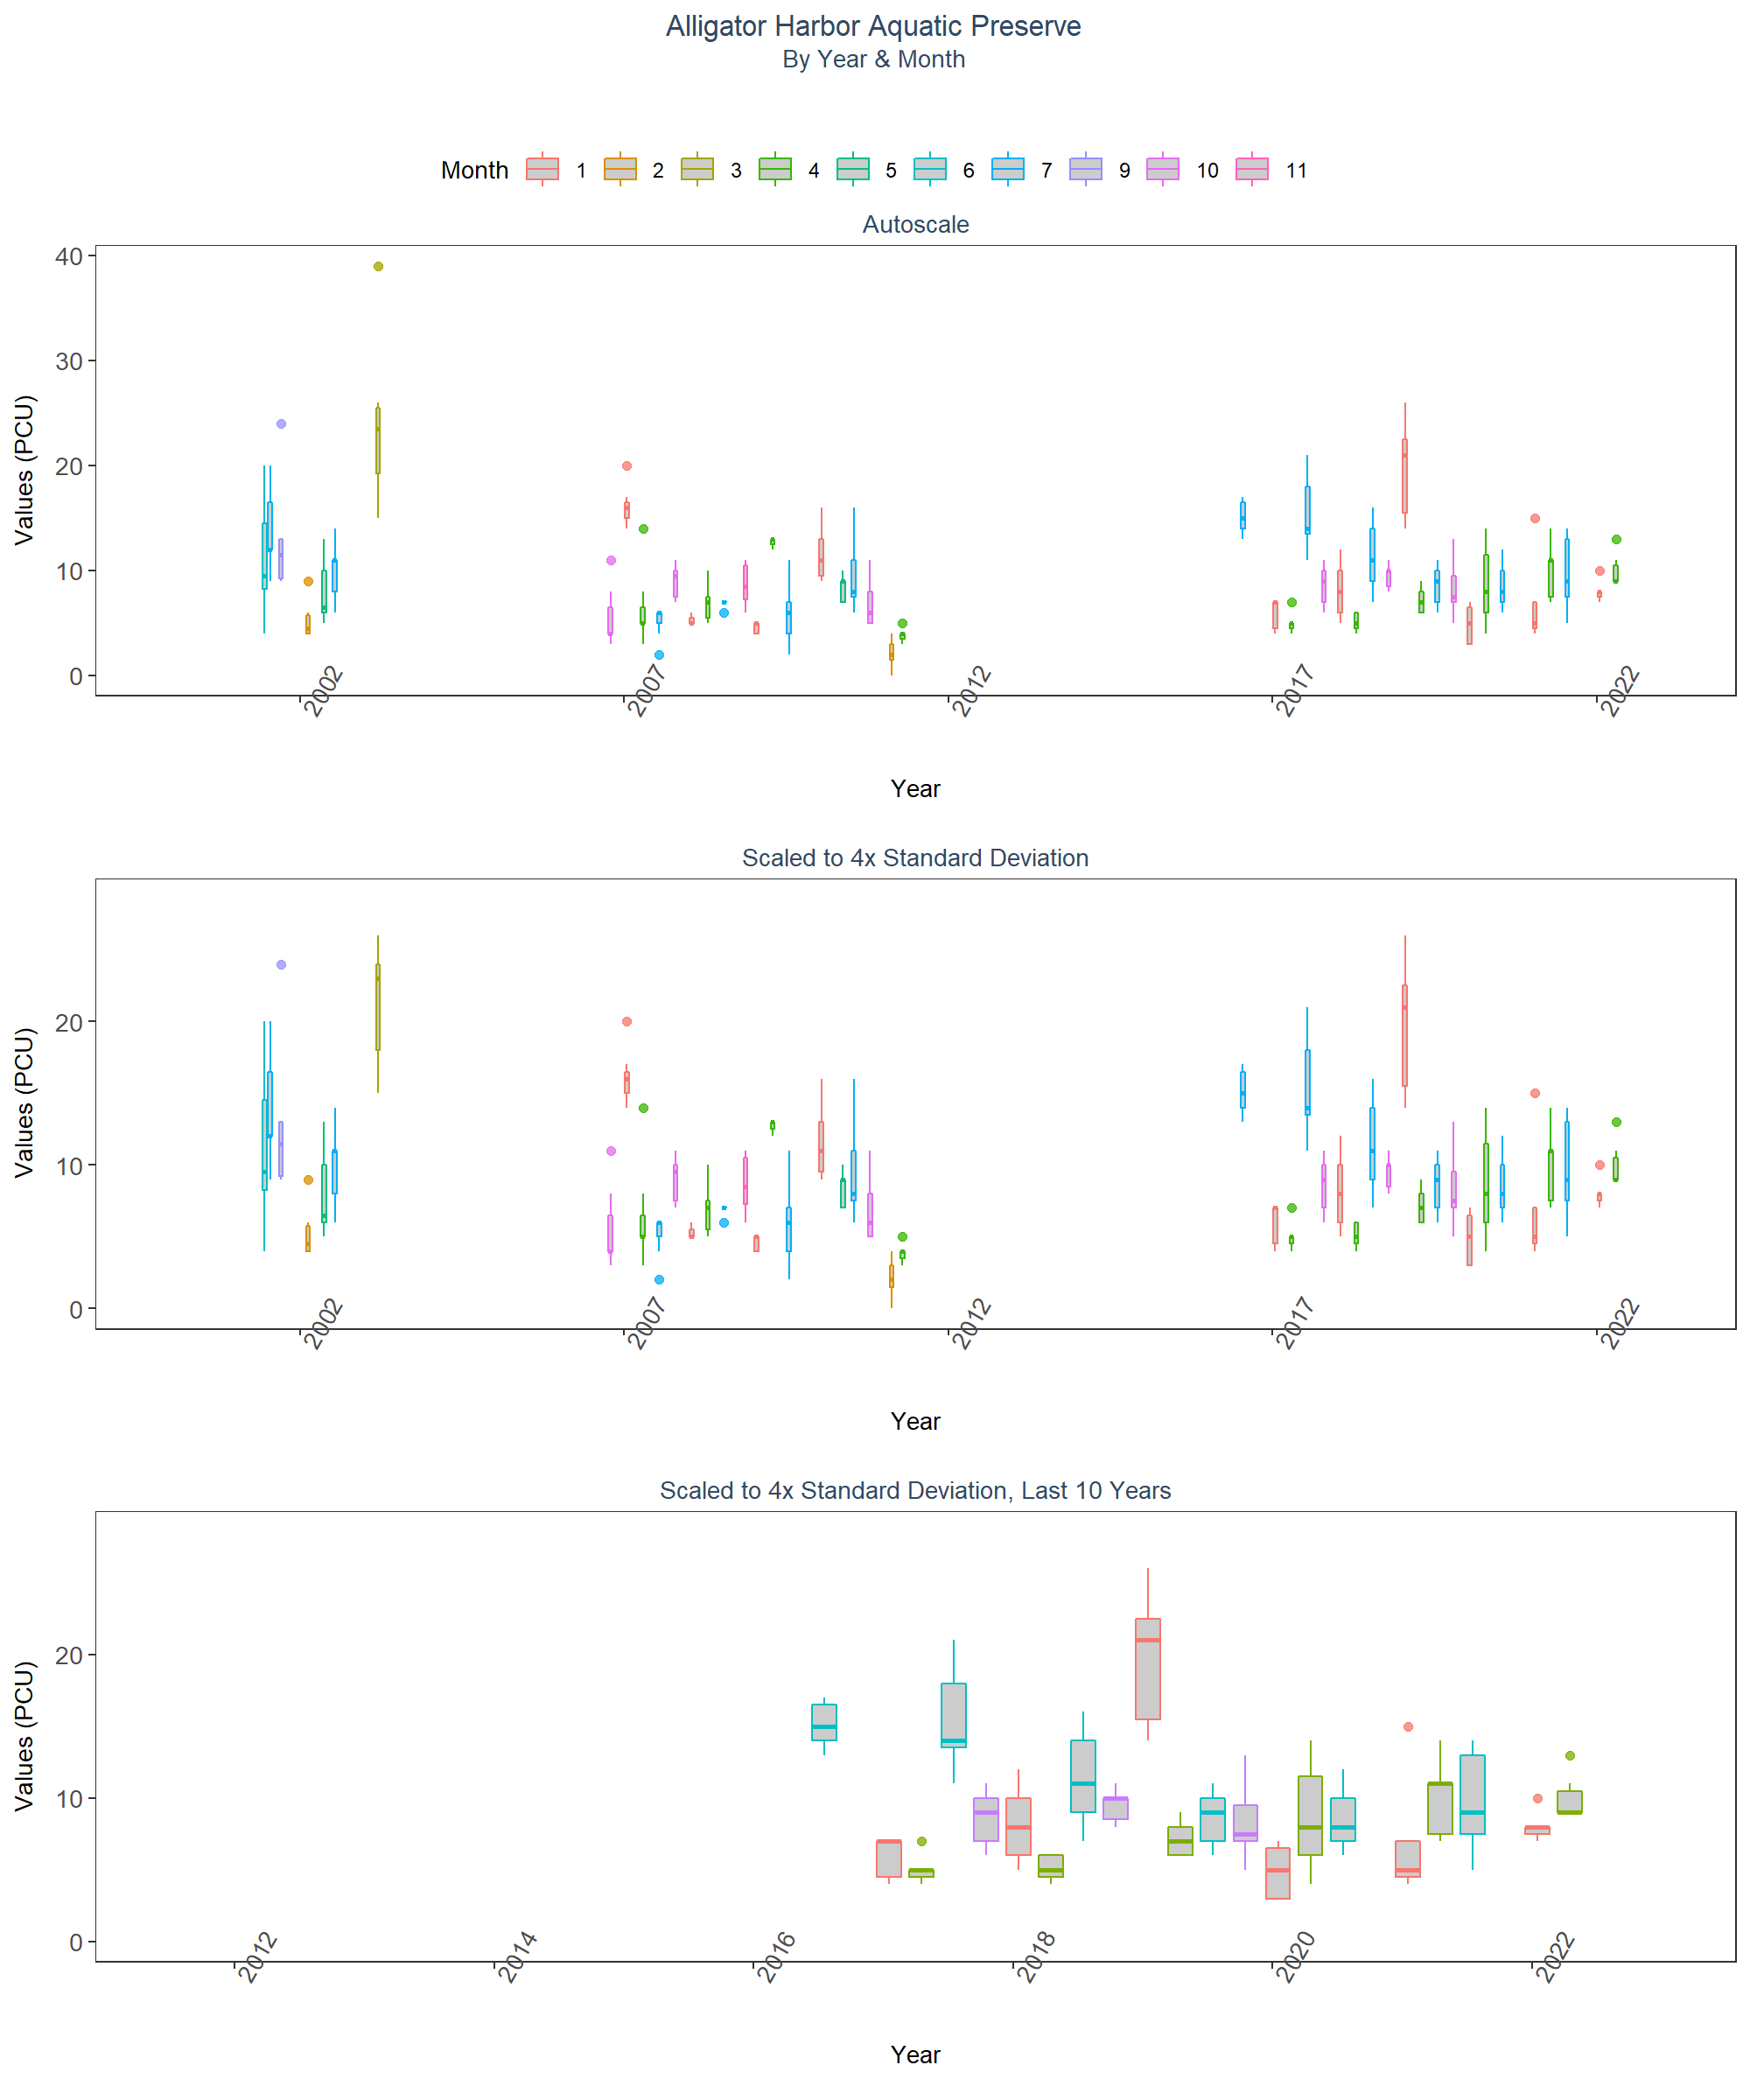 Alligator Harbor Aquatic Preserve
By Year & Month
Month 1 2 3 4 5 6 7 9 10 11
Autoscale
40
30
20
10
0
Values (PCU)
2002 2007 2012 2017 2022
Year
Scaled to 4x Standard Deviation
20
10
0
Values (PCU)
2002 2007 2012 2017 2022
Year
Scaled to 4x Standard Deviation, Last 10 Years
20
10
0
Values (PCU)
2012 2014 2016 2018 2020 2022
Year